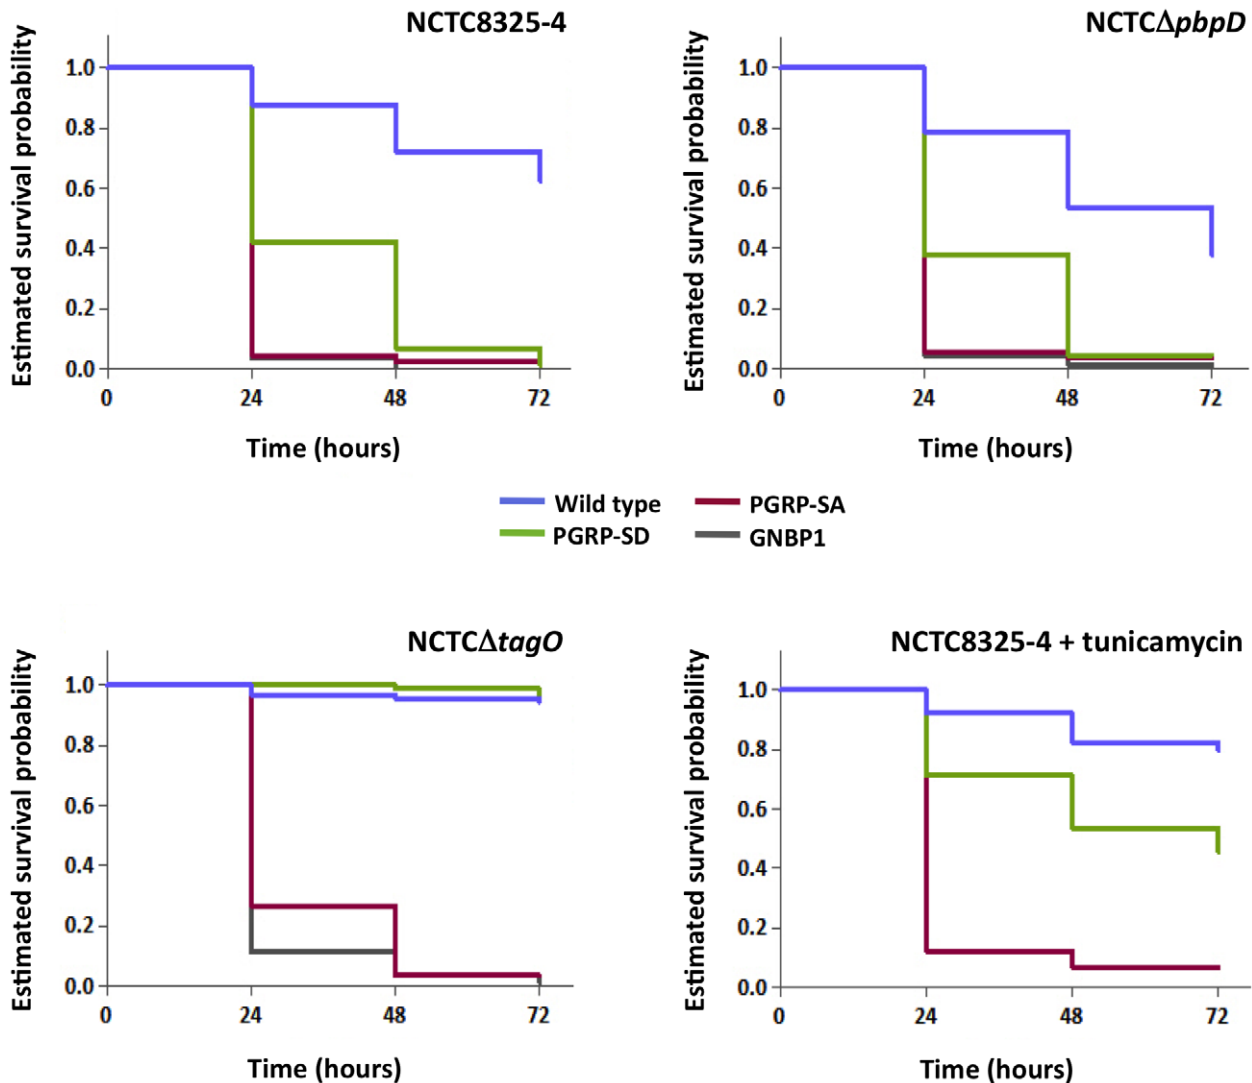 NCTC8325-4
Estimated survival probability
1.0
0.8
0.6
0.4
0.2
0.0
0 24 48 72
Time (hours)
NCTCΔpbpD
Estimated survival probability
1.0
0.8
0.6
0.4
0.2
0.0
0 24 48 72
Time (hours)
Wild type PGRP-SA
PGRP-SD GNBP1
NCTCΔtagO
Estimated survival probability
1.0
0.8
0.6
0.4
0.2
0.0
0 24 48 72
Time (hours)
NCTC8325-4 + tunicamycin
Estimated survival probability
1.0
0.8
0.6
0.4
0.2
0.0
0 24 48 72
Time (hours)